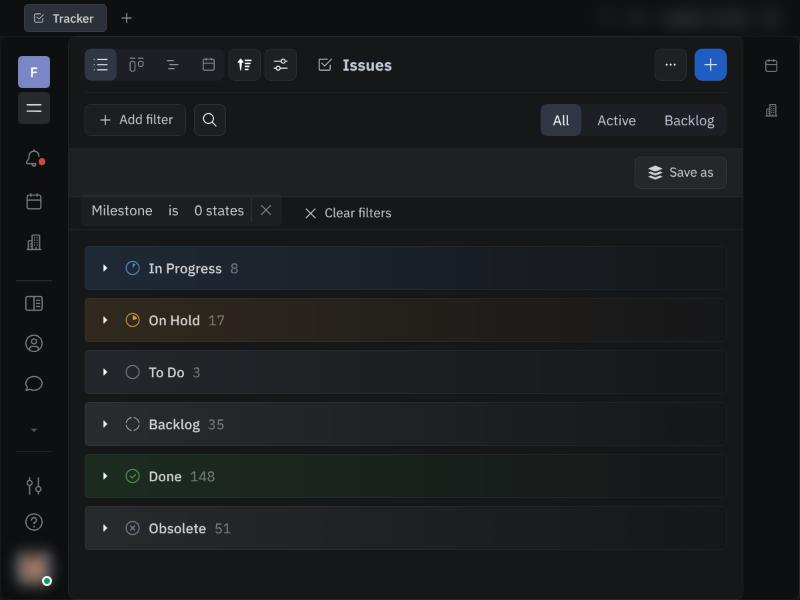 Tracker
F
Issues
Add filter
All Active Backlog
Save as
Milestone is 0 states
Clear filters
In Progress 8
On Hold 17
To Do 3
Backlog 35
Done 148
Obsolete 51